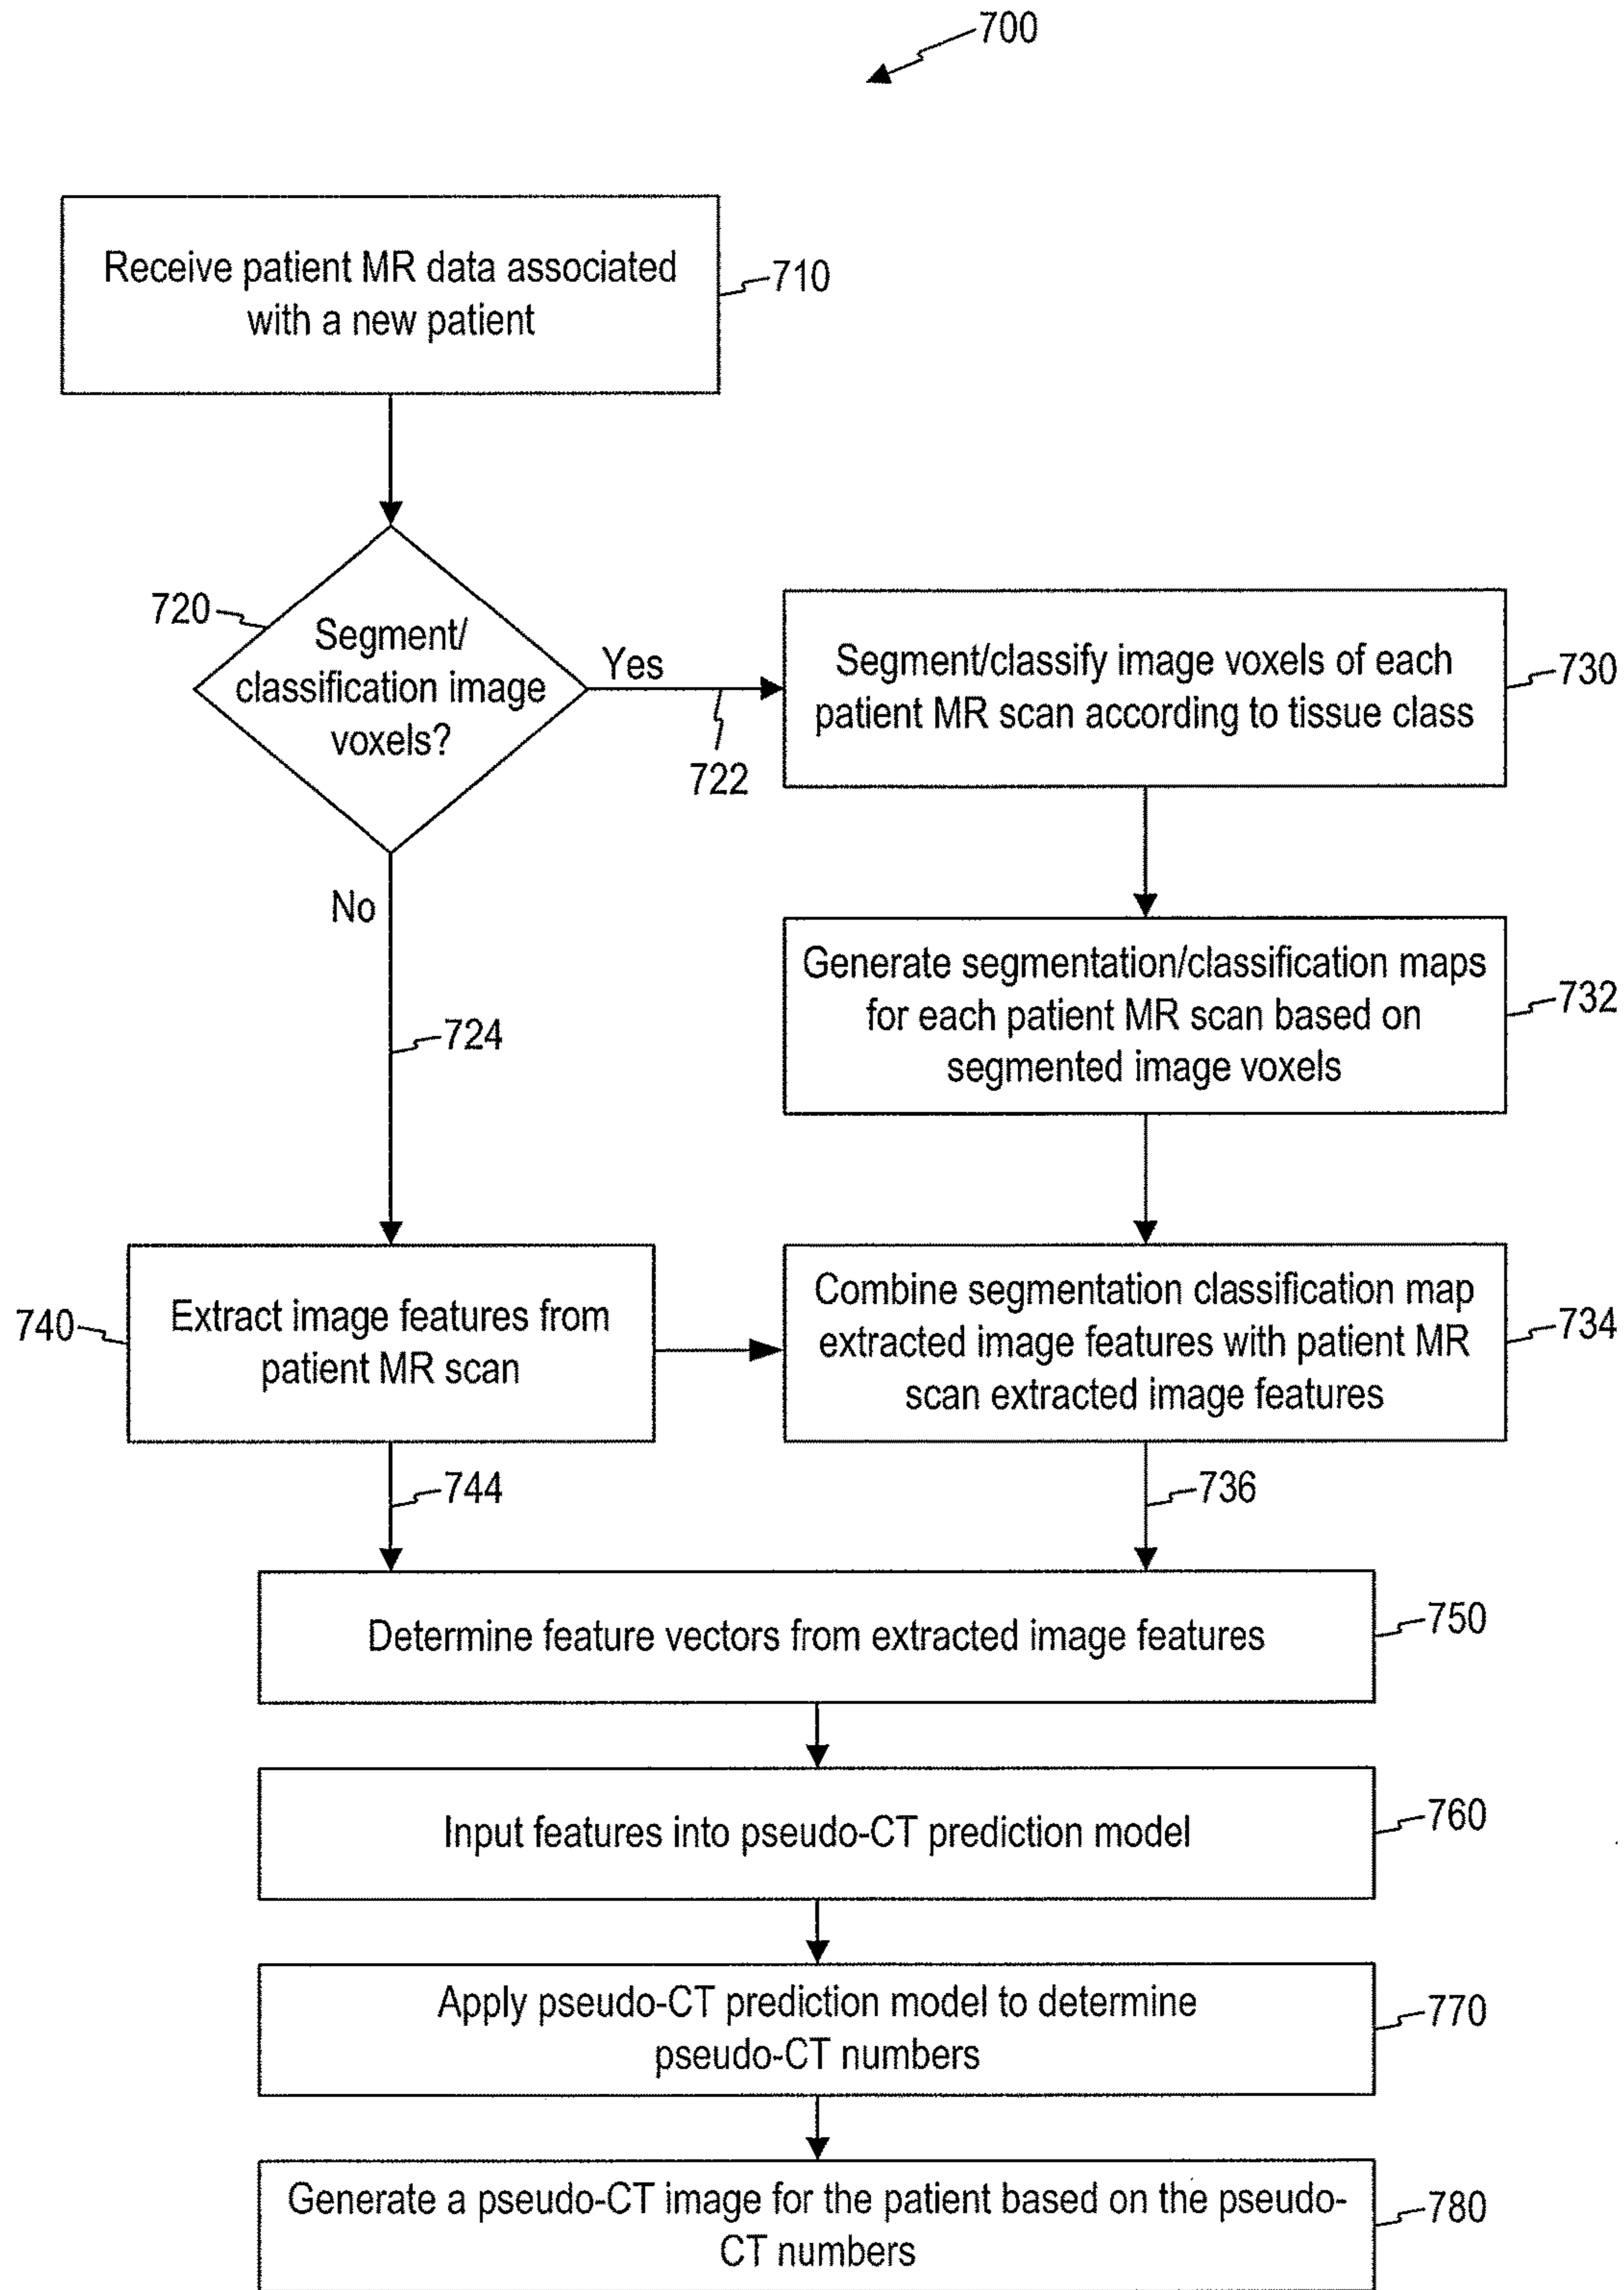 700
Receive patient MR data associated
with a new patient
710
720
Segment/
classification image
voxels?
Yes
722
Segment/classify image voxels of each
patient MR scan according to tissue class
730
No
724
Generate segmentation/classification maps
for each patient MR scan based on
segmented image voxels
732
740
Extract image features from
patient MR scan
Combine segmentation classification map
extracted image features with patient MR
scan extracted image features
734
744
736
Determine feature vectors from extracted image features
750
Input features into pseudo-CT prediction model
760
Apply pseudo-CT prediction model to determine
pseudo-CT numbers
770
Generate a pseudo-CT image for the patient based on the pseudo-
CT numbers
780